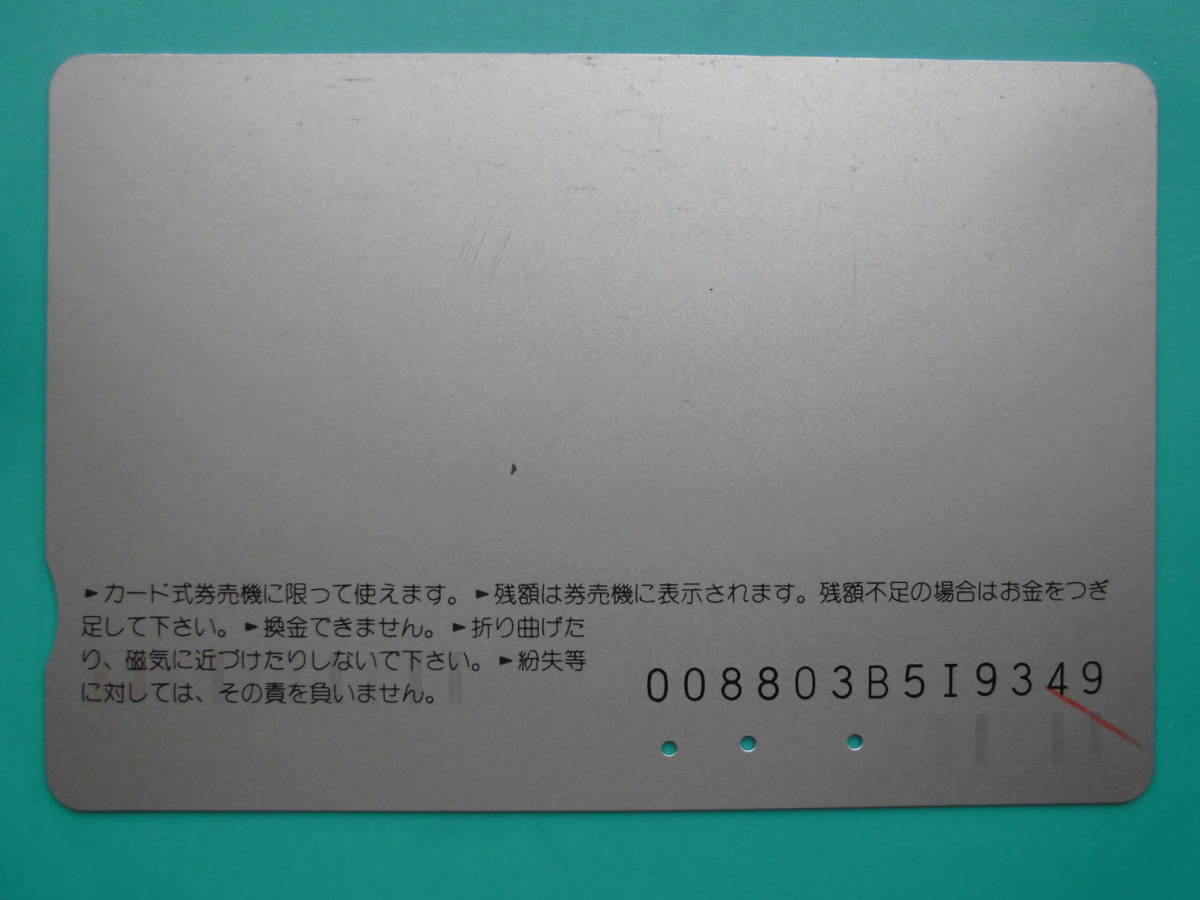 ►カード式券売機に限って使えます。►残額は券売機に表示されます。残額不足の場合はお金をつぎ
足して下さい。►換金できません。►折り曲げた
り、磁気に近づけたりしないで下さい。►紛失等
に対しては、その責を負いません。
008803B5I9349